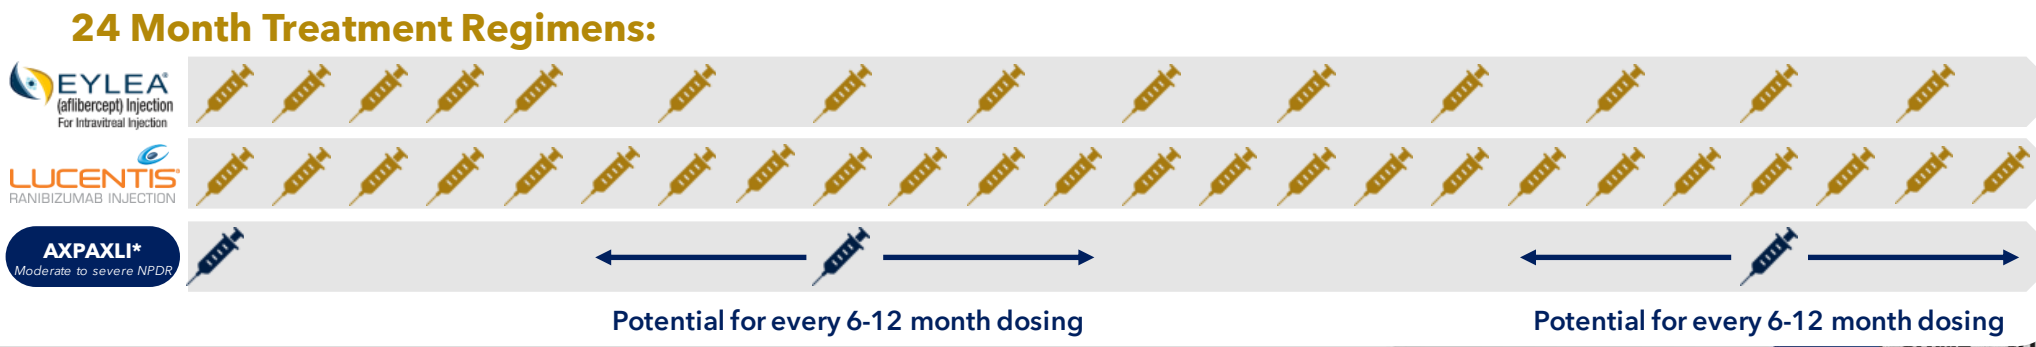 24 Month Treatment Regimens:
EYLEA®
(aflibercept) Injection
For Intravitreal Injection
LUCENTIS®
RANIBIZUMAB INJECTION
AXPAXLI*
Moderate to severe NPDR
Potential for every 6-12 month dosing
Potential for every 6-12 month dosing